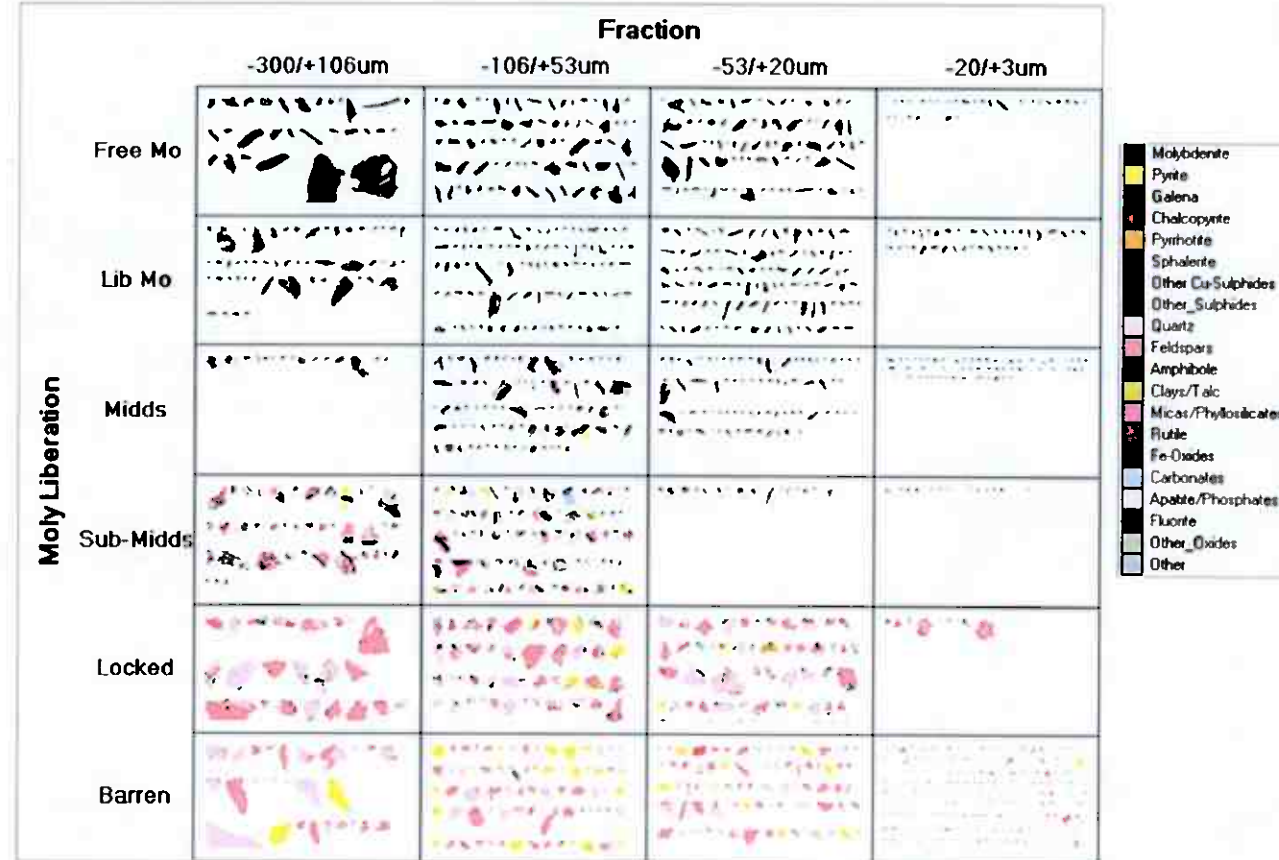 Fraction
-300/+106um
-106/+53um
-53/+20um
-20/+3um
Moly Liberation
Free Mo
Lib Mo
Midds
Sub-Midds
Locked
Barren
Molybdenite
Pyrite
Galena
Chalcopyrite
Pyrrhotite
Sphalerite
Other Cu-Sulphides
Other_Sulphides
Quartz
Feldspars
Amphibole
Clays/Talc
Micas/Phyllosilicates
Rutile
Fe-Oxides
Carbonates
Apatite/Phosphates
Fluorite
Other_Oxides
Other